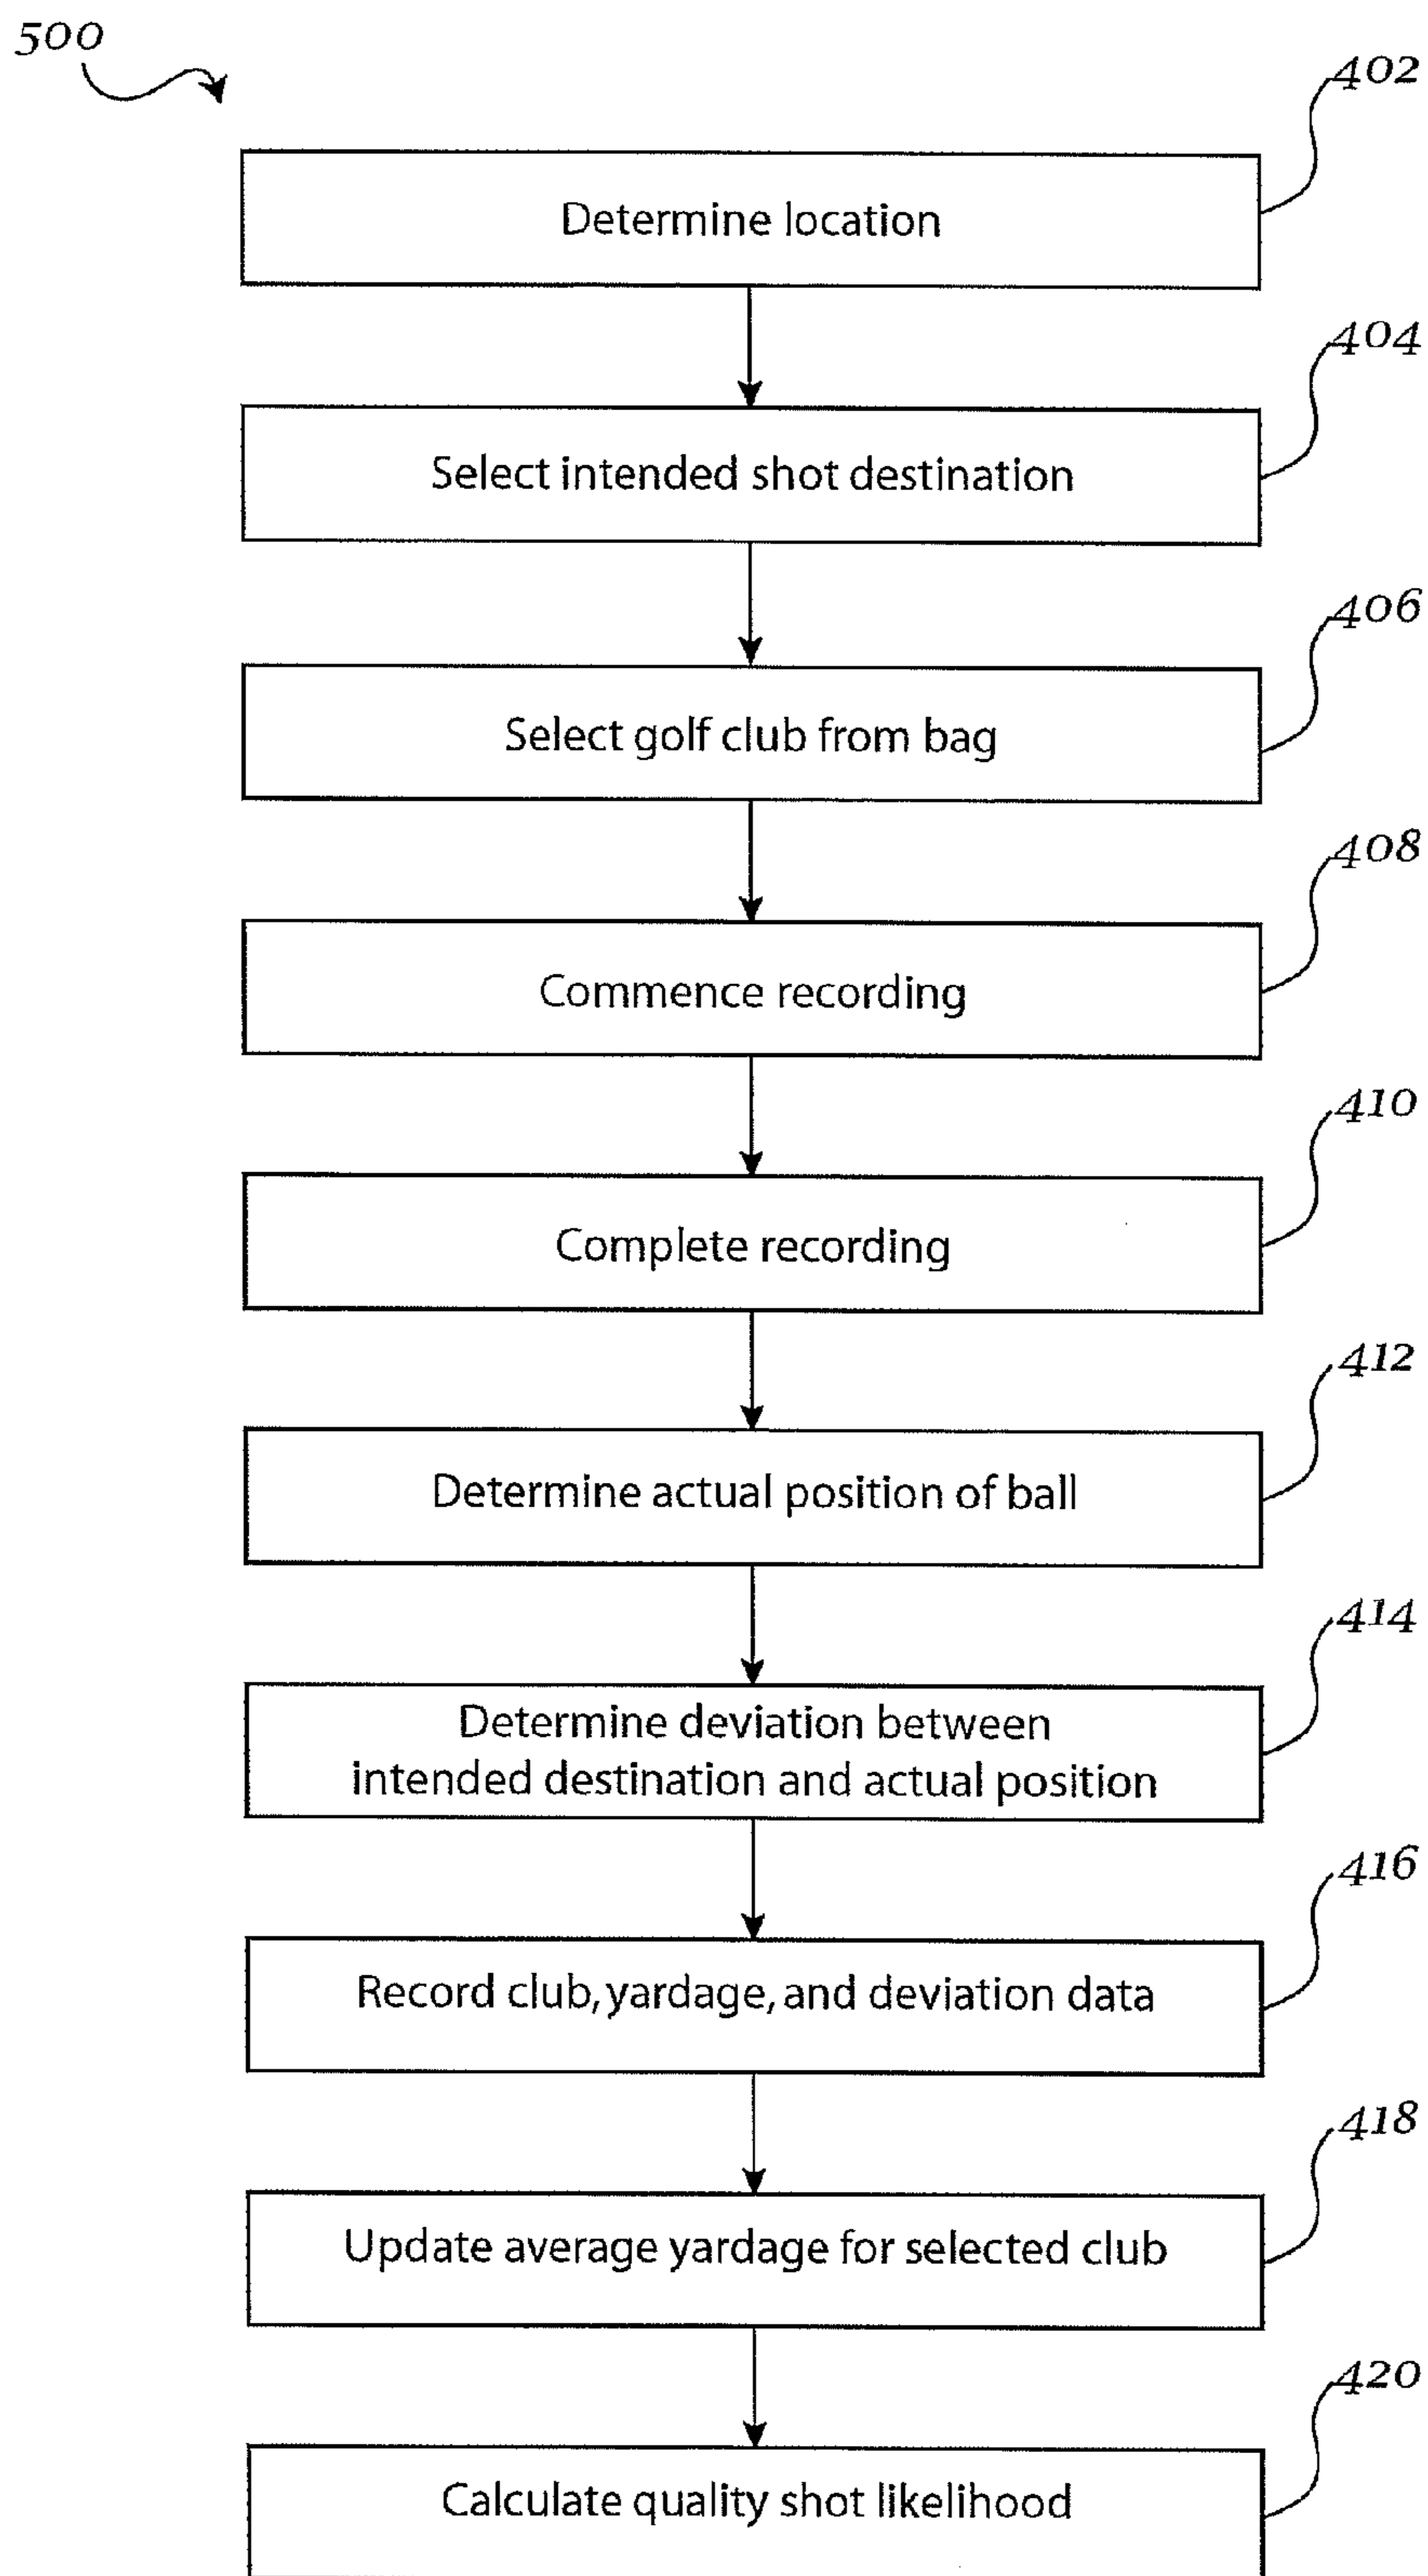 500
402
Determine location
404
Select intended shot destination
406
Select golf club from bag
408
Commence recording
410
Complete recording
412
Determine actual position of ball
414
Determine deviation between
intended destination and actual position
416
Record club, yardage, and deviation data
418
Update average yardage for selected club
420
Calculate quality shot likelihood